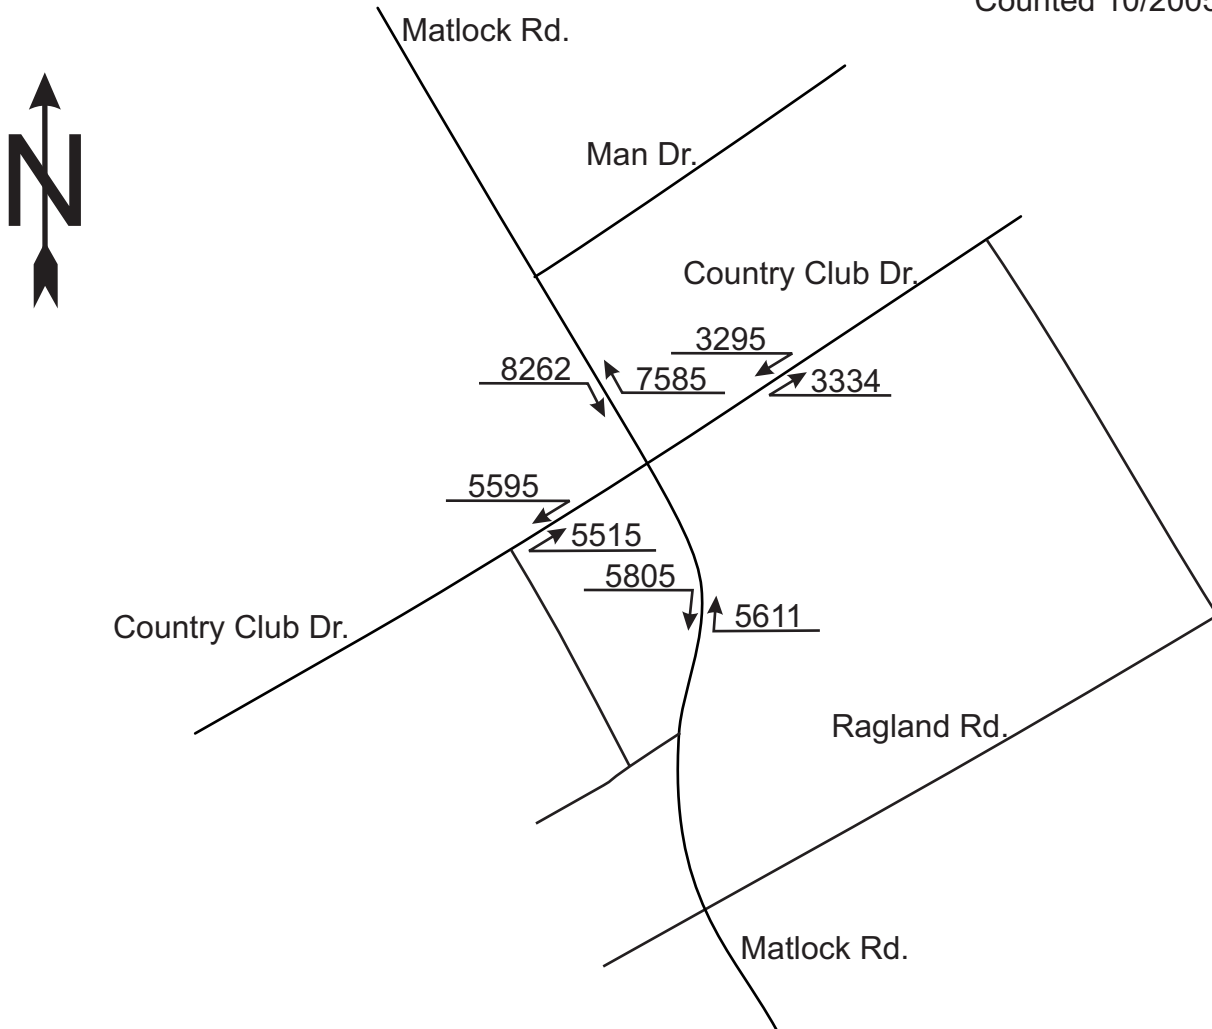 Counted 10/2005
Matlock Rd.
N
Man Dr.
Country Club Dr.
3295
8262
7585
3334
5595
5515
5805
5611
Country Club Dr.
Ragland Rd.
Matlock Rd.